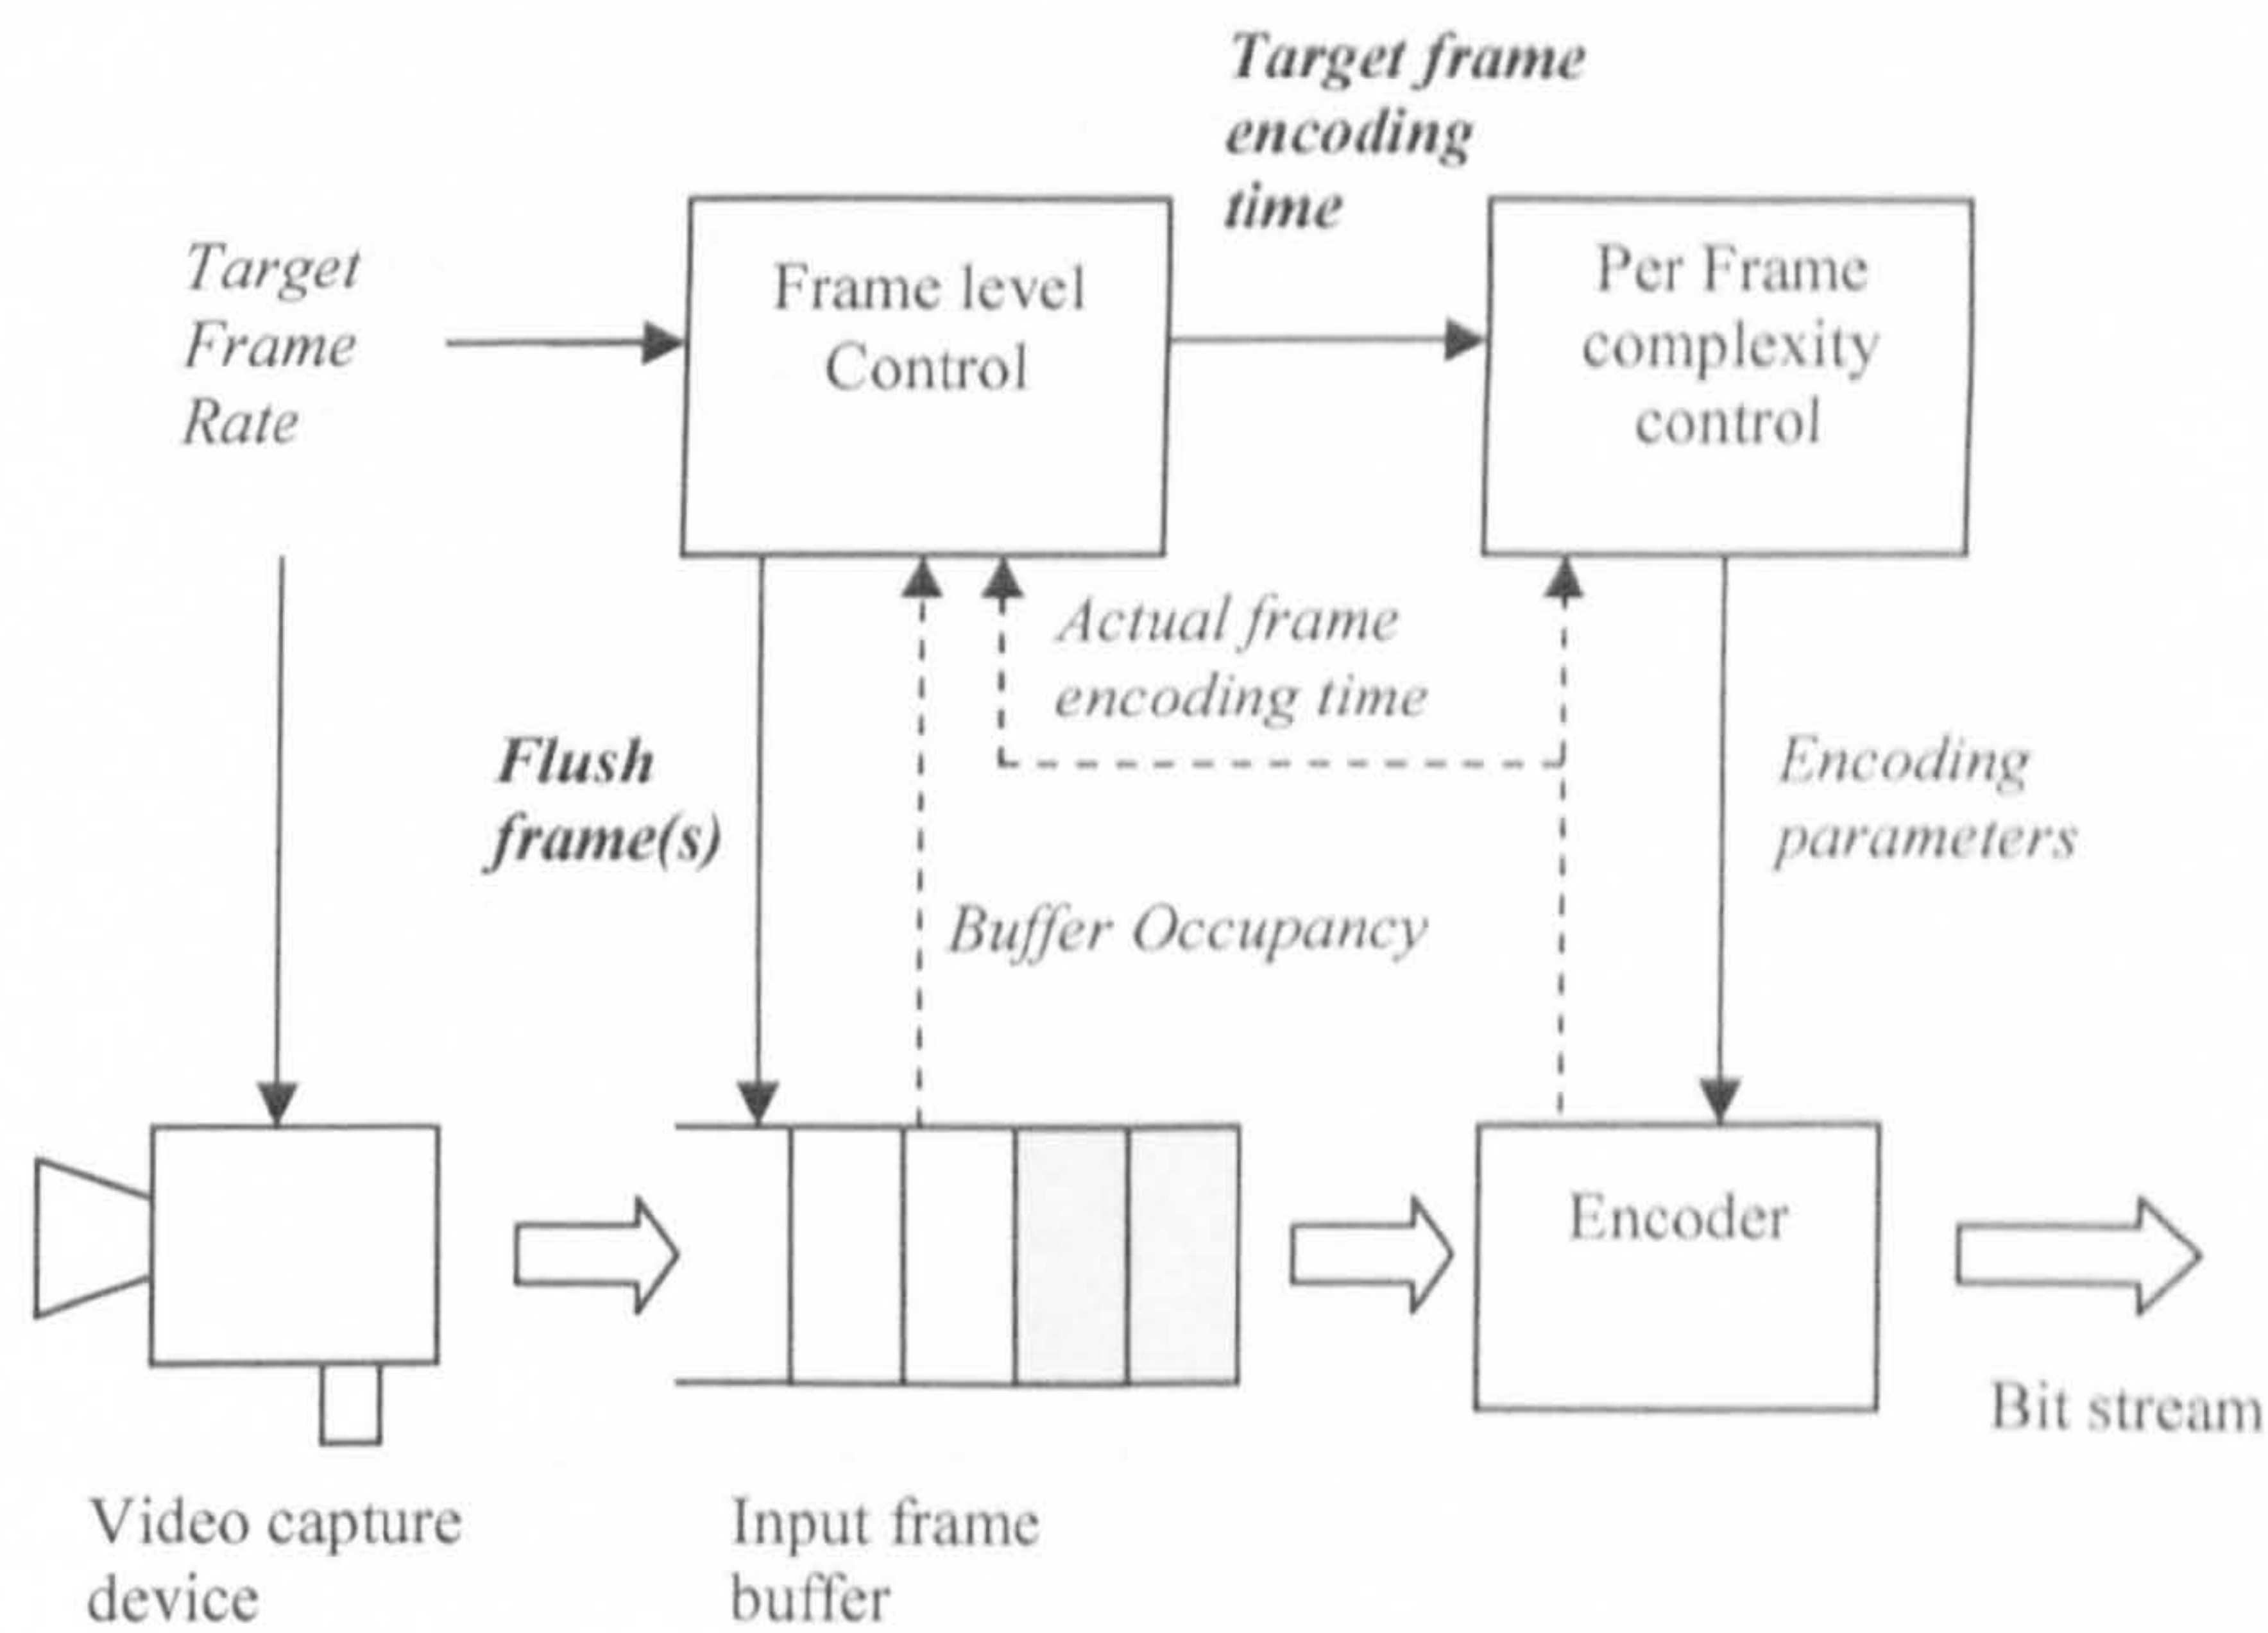 Target frame
encoding
time
Target
Frame
Rate
Frame level
Control
Per Frame
complexity
control
Actual frame
encoding time
Flush
frame(s)
Encoding
parameters
Buffer Occupancy
Encoder
Bit stream
Video capture
device
Input frame
buffer